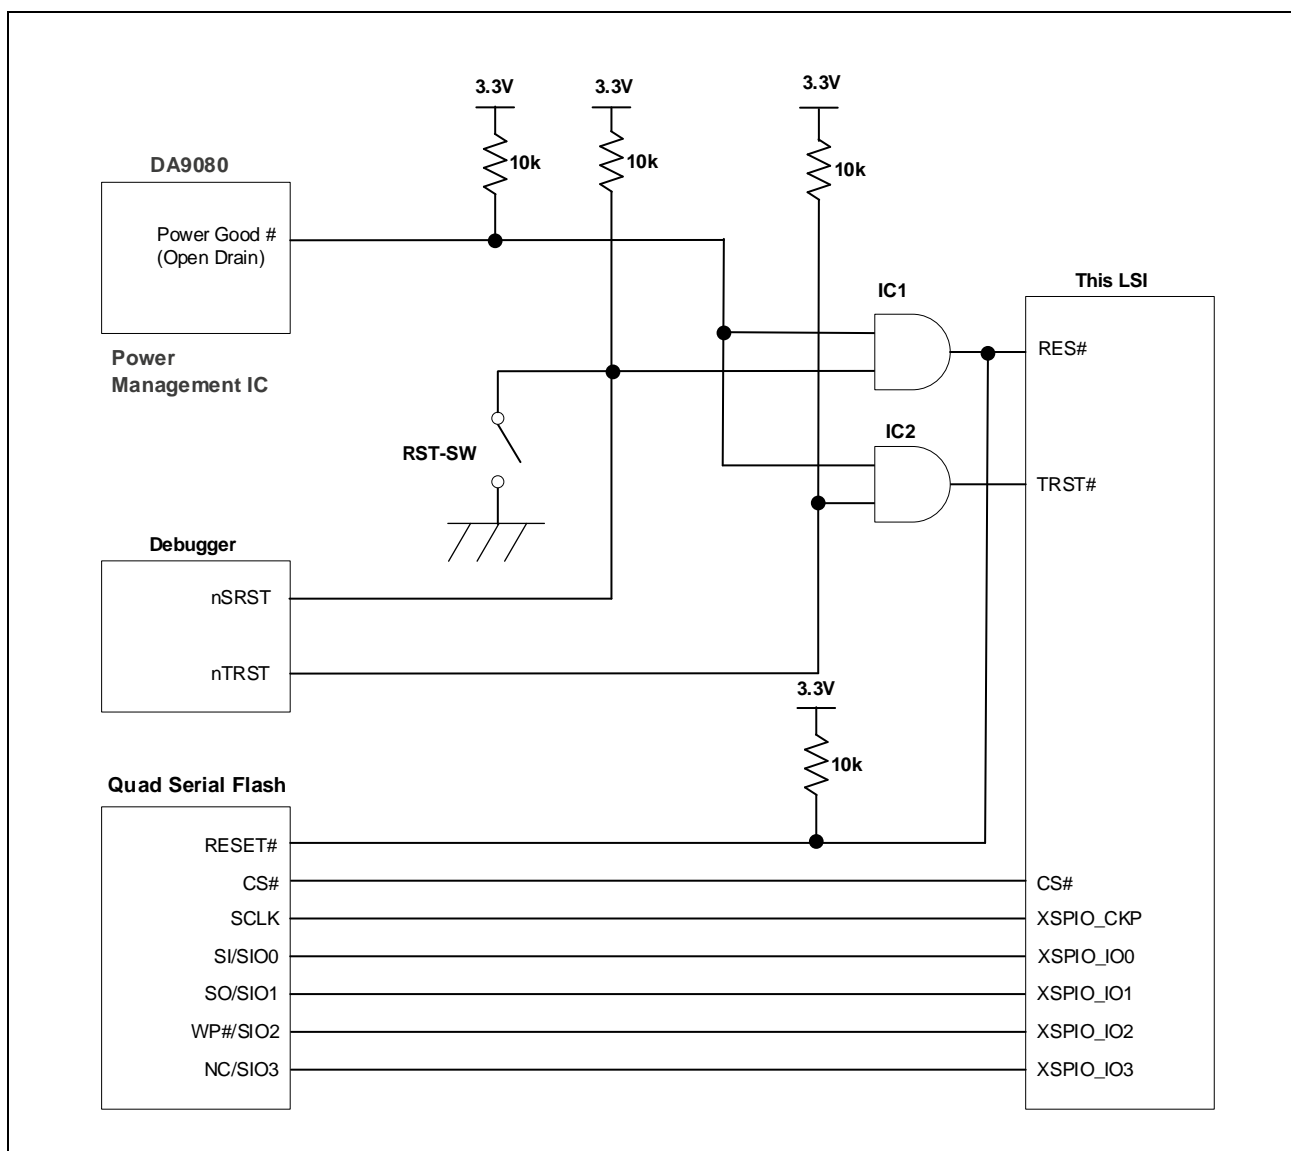 3.3V
3.3V
3.3V
10k
10k
10k
DA9080
Power Good #
(Open Drain)
Power
Management IC
IC1
This LSI
RES#
IC2
RST-SW
TRST#
Debugger
nSRST
nTRST
3.3V
10k
Quad Serial Flash
RESET#
CS#
CS#
SCLK
XSPIO_CKP
SI/SIO0
XSPIO_IO0
SO/SIO1
XSPIO_IO1
WP#/SIO2
XSPIO_IO2
NC/SIO3
XSPIO_IO3